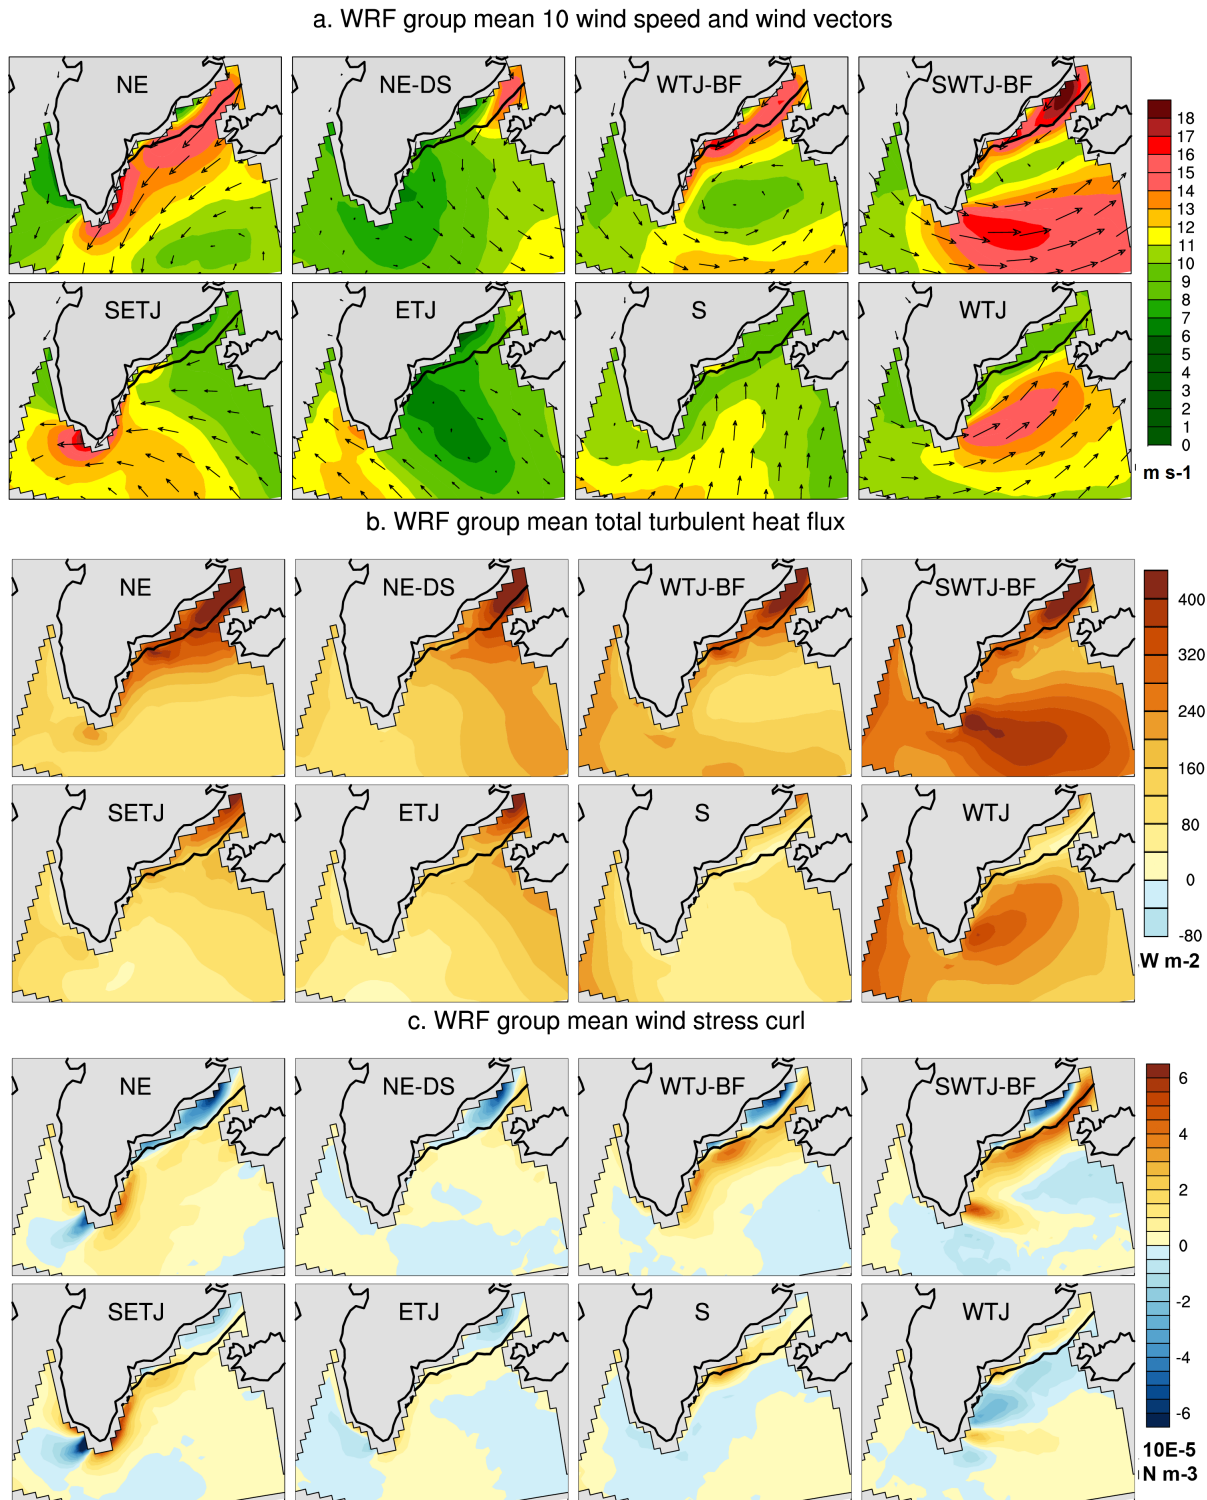 a. WRF group mean 10 wind speed and wind vectors
NE NE-DS WTJ-BF SWTJ-BF
18
17
16
15
14
13
12
11
10
9
8
7
6
5
4
3
2
1
0
m s-1
SETJ ETJ S WTJ
b. WRF group mean total turbulent heat flux
NE NE-DS WTJ-BF SWTJ-BF
400
320
240
160
80
0
-80
W m-2
SETJ ETJ S WTJ
c. WRF group mean wind stress curl
NE NE-DS WTJ-BF SWTJ-BF
6
4
2
0
-2
-4
-6
10E-5
N m-3
SETJ ETJ S WTJ